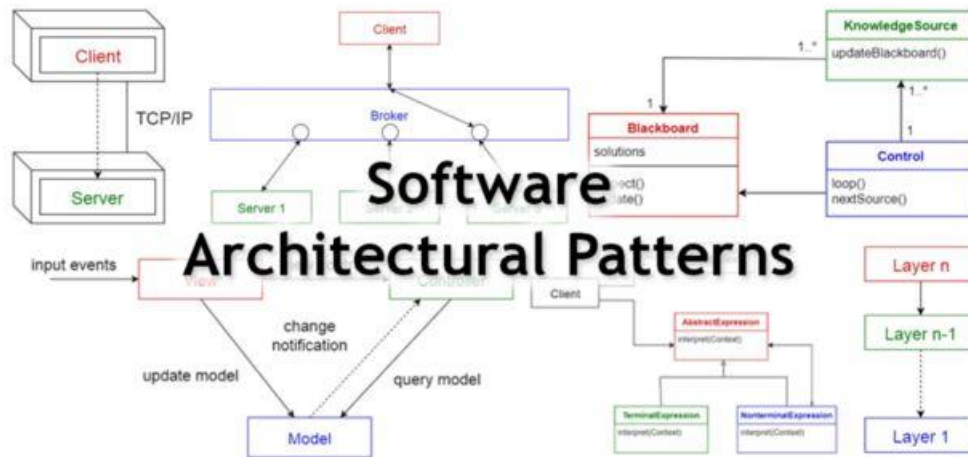 Client
TCP/IP
Server
Client
Broker
Server 1
KnowledgeSource
updateBlackboard()
1..*
1..*
1
1
Blackboard
solutions
Control
loop()
nextSource()
Software
Architectural Patterns
input events
View
Controller
Client
change
notification
update model
query model
Model
AbstractExpression
interpret(Context)
TerminalExpression
interpret(Context)
NonterminalExpression
interpret(Context)
Layer n
Layer n-1
Layer 1